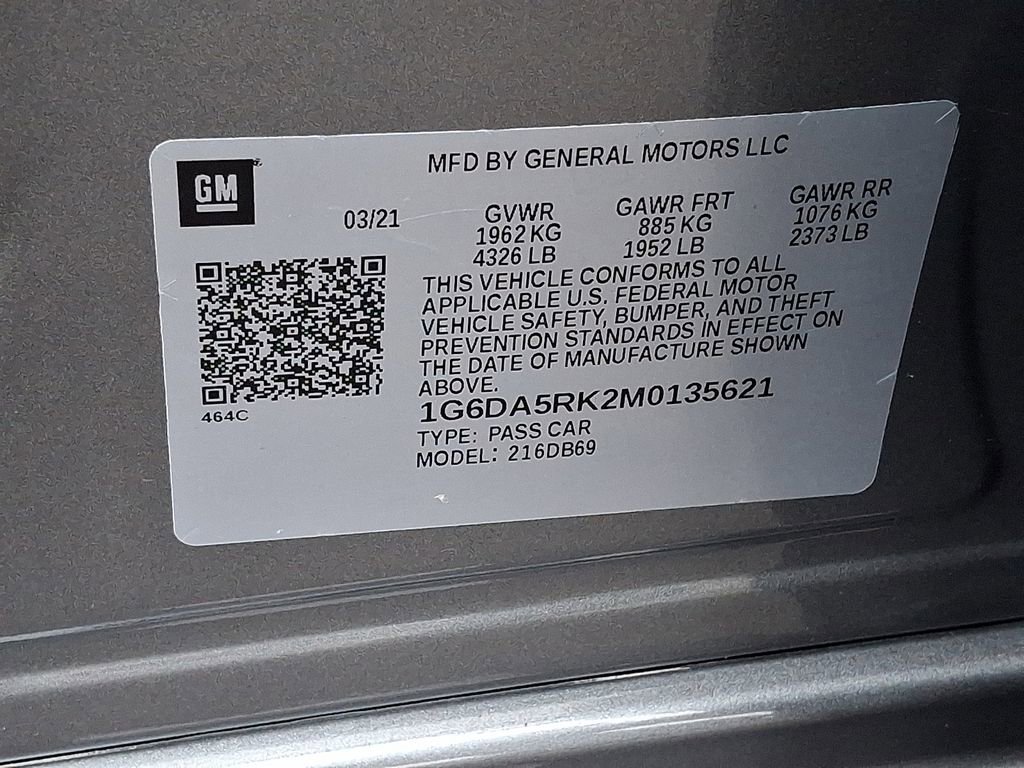 GM
MFD BY GENERAL MOTORS LLC
03/21
GVWR
1962 KG
4326 LB
GAWR FRT
885 KG
1952 LB
GAWR RR
1076 KG
2373 LB
THIS VEHICLE CONFORMS TO ALL
APPLICABLE U.S. FEDERAL MOTOR
VEHICLE SAFETY, BUMPER, AND THEFT
PREVENTION STANDARDS IN EFFECT ON
THE DATE OF MANUFACTURE SHOWN
ABOVE.
464C
1G6DA5RK2M0135621
TYPE: PASS CAR
MODEL: 216DB69